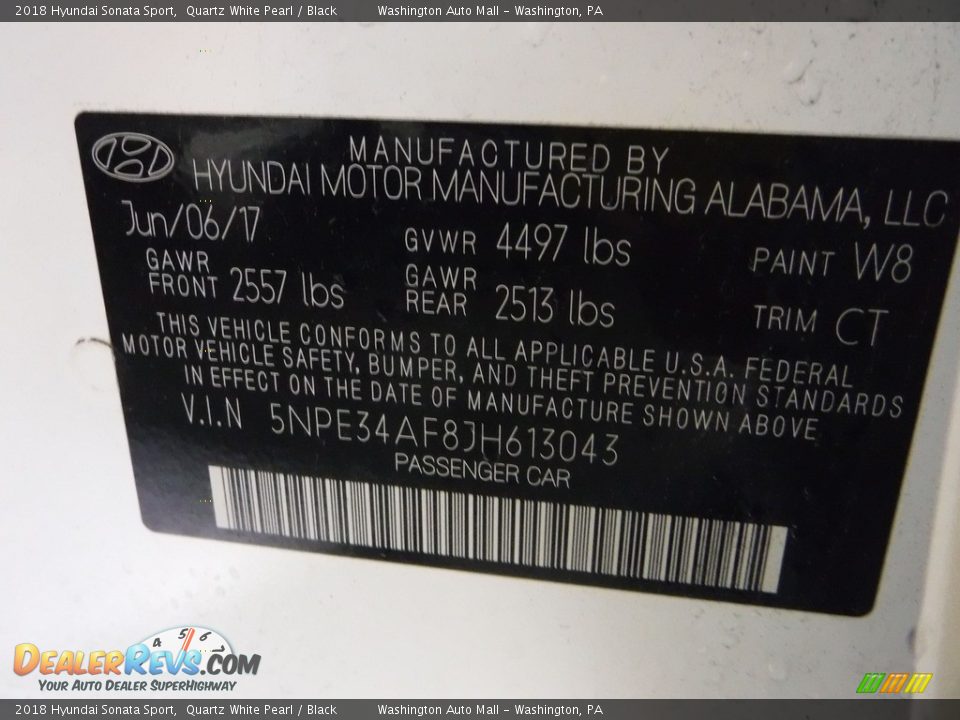 2018 Hyundai Sonata Sport, Quartz White Pearl / Black Washington Auto Mall - Washington, PA
MANUFACTURED BY
HYUNDAI MOTOR MANUFACTURING ALABAMA, LLC
Jun/06/17 GVWR 4497 lbs PAINT W8
GAWR FRONT 2557 lbs GAWR REAR 2513 lbs TRIM CT
THIS VEHICLE CONFORMS TO ALL APPLICABLE U.S.A. FEDERAL
MOTOR VEHICLE SAFETY, BUMPER, AND THEFT PREVENTION STANDARDS
IN EFFECT ON THE DATE OF MANUFACTURE SHOWN ABOVE
V.I.N 5NPE34AF8JH613043
PASSENGER CAR
4 5 6 7
DealerRevs.com
Your Auto Dealer SuperHighway
2018 Hyundai Sonata Sport, Quartz White Pearl / Black Washington Auto Mall - Washington, PA